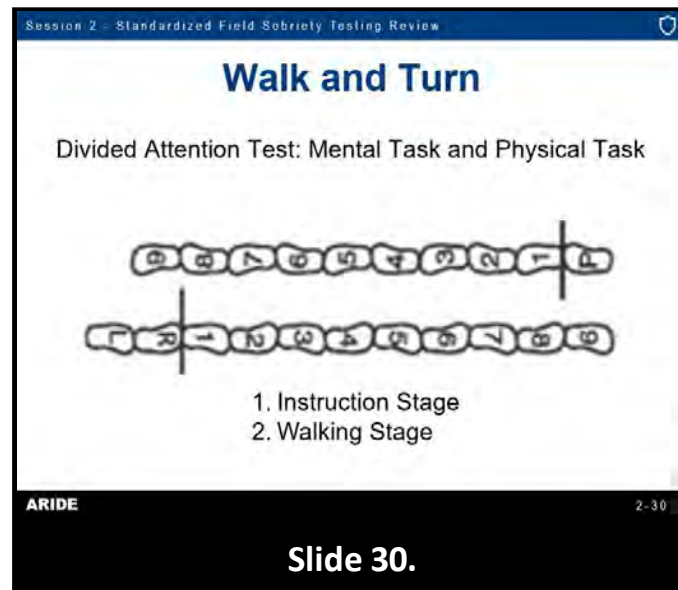 Session 2 - Standardized Field Sobriety Testing Review
Walk and Turn
Divided Attention Test: Mental Task and Physical Task
9 8 7 6 5 4 3 2 1 P
L R 1 2 3 4 5 6 7 8 9
1. Instruction Stage
2. Walking Stage
ARIDE
2-30
Slide 30.